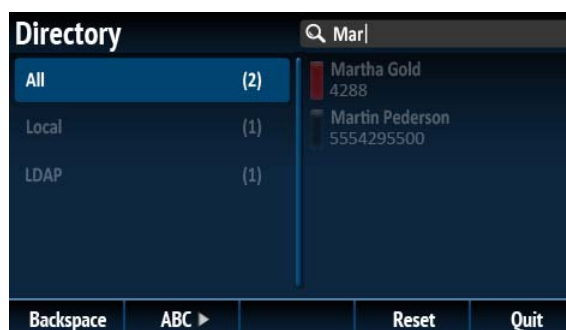 Directory
Mar
All (2)
Local (1)
LDAP (1)
Martha Gold
4288
Martin Pederson
5554295500
Backspace ABC ▶ Reset Quit